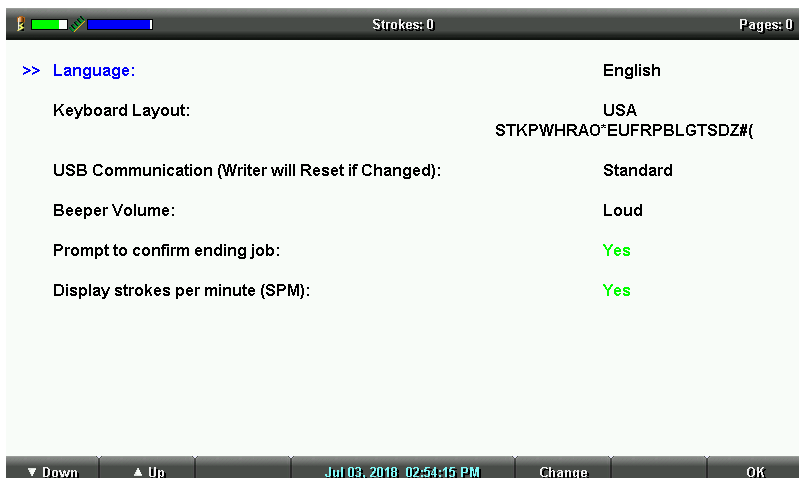 Strokes: 0 Pages: 0
>> Language: English
Keyboard Layout: USA
STKPWHRAO*EUFRPBLGTSDZ#(
USB Communication (Writer will Reset if Changed): Standard
Beeper Volume: Loud
Prompt to confirm ending job: Yes
Display strokes per minute (SPM): Yes
▼ Down ▲ Up Jul 03, 2018 02:54:15 PM Change OK